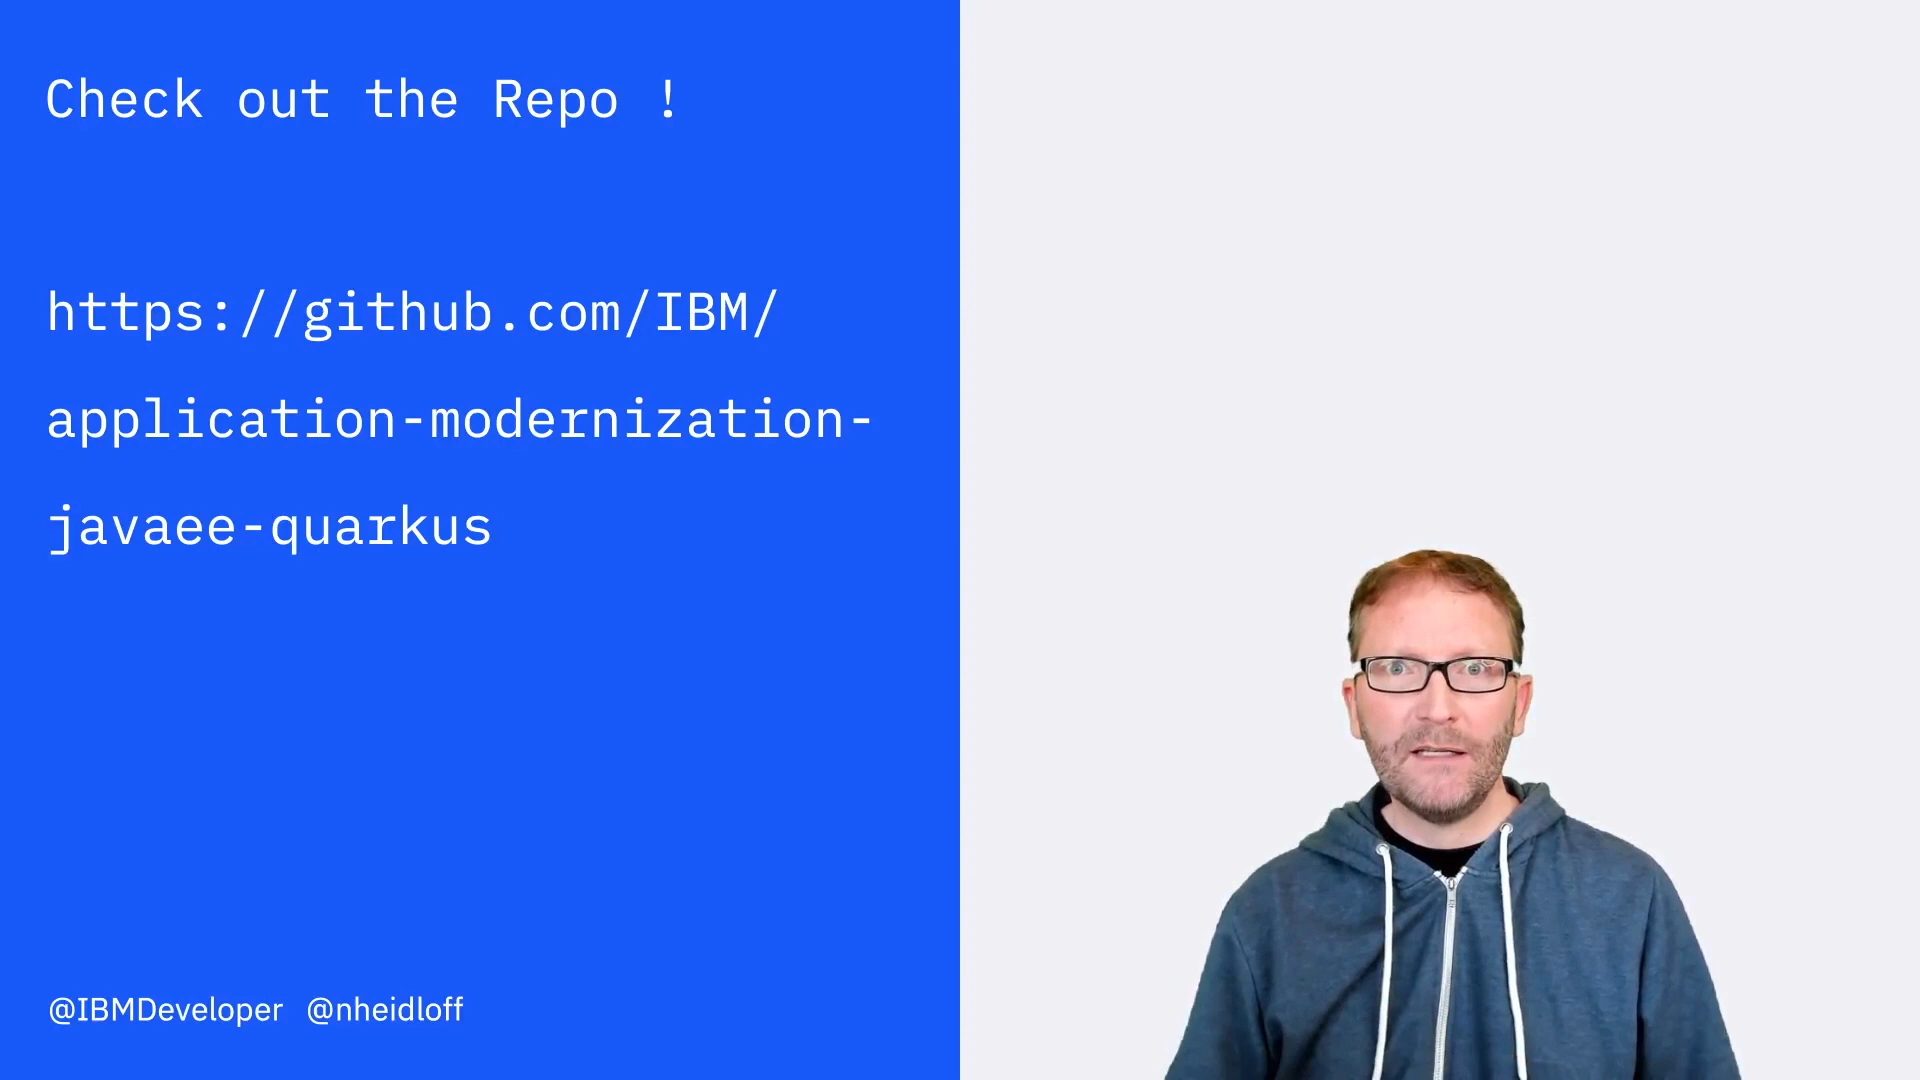 Check out the Repo !
https://github.com/IBM/
application-modernization-
javaee-quarkus
@IBMDeveloper @nheidloff